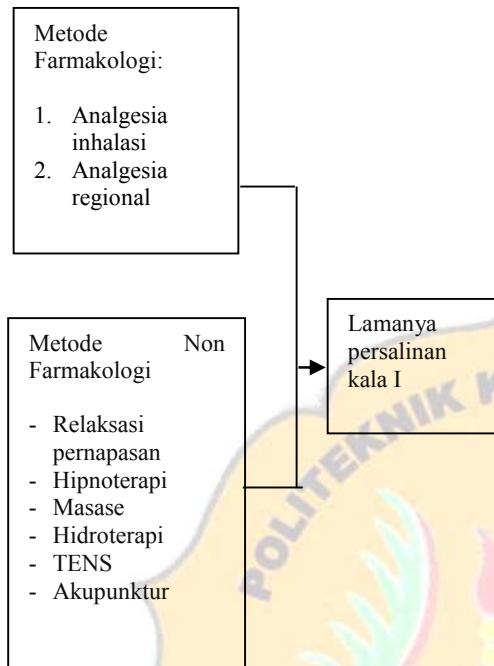 Metode
Farmakologi:
1. Analgesia
inhalasi
2. Analgesia
regional
Metode Non
Farmakologi
- Relaksasi
pernapasan
- Hipnoterapi
- Masase
- Hidroterapi
- TENS
- Akupunktur
Lamanya
persalinan
kala I
POLITEKNIK K